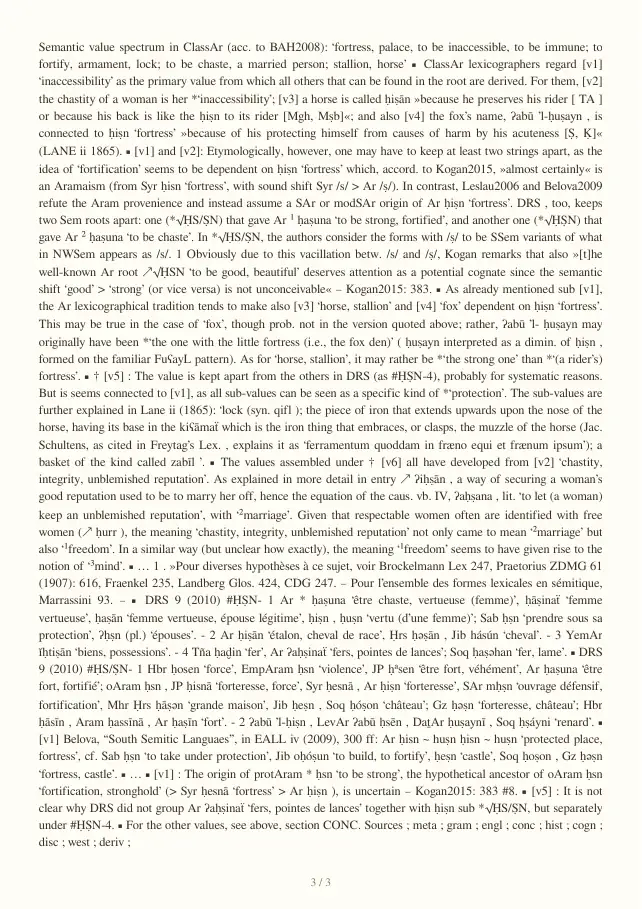 Semantic value spectrum in ClassAr (acc. to BAH2008): ‘fortress, palace, to be inaccessible, to be immune; to
fortify, armament, lock; to be chaste, a married person; stallion, horse’ ▪ ClassAr lexicographers regard [v1]
‘inaccessibility’ as the primary value from which all others that can be found in the root are derived. For them, [v2]
the chastity of a woman is her *‘inaccessibility’; [v3] a horse is called ḥiṣān »because he preserves his rider [ TA ]
or because his back is like the ḥiṣn to its rider [Mgh, Mṣb]«; and also [v4] the fox’s name, ʔabū ’l-ḥuṣayn , is
connected to ḥiṣn ‘fortress’ »because of his protecting himself from causes of harm by his acuteness [Ṣ, Ḳ]«
(LANE ii 1865). ▪ [v1] and [v2]: Etymologically, however, one may have to keep at least two strings apart, as the
idea of ‘fortification’ seems to be dependent on ḥiṣn ‘fortress’ which, accord. to Kogan2015, »almost certainly« is
an Aramaism (from Syr ḥisn ‘fortress’, with sound shift Syr /s/ > Ar /ṣ/). In contrast, Leslau2006 and Belova2009
refute the Aram provenience and instead assume a SAr or modSAr origin of Ar ḥiṣn ‘fortress’. DRS , too, keeps
two Sem roots apart: one (*√ḤS/ṢN) that gave Ar ¹ ḥaṣuna ‘to be strong, fortified’, and another one (*√ḤṢN) that
gave Ar ² ḥaṣuna ‘to be chaste’. In *√ḤS/ṢN, the authors consider the forms with /ṣ/ to be SSem variants of what
in NWSem appears as /s/. 1 Obviously due to this vacillation betw. /s/ and /ṣ/, Kogan remarks that also »[t]he
well-known Ar root ↗√ḤSN ‘to be good, beautiful’ deserves attention as a potential cognate since the semantic
shift ‘good’ > ‘strong’ (or vice versa) is not unconceivable« – Kogan2015: 383. ▪ As already mentioned sub [v1],
the Ar lexicographical tradition tends to make also [v3] ‘horse, stallion’ and [v4] ‘fox’ dependent on ḥiṣn ‘fortress’.
This may be true in the case of ‘fox’, though prob. not in the version quoted above; rather, ʔabū ’l- ḥuṣayn may
originally have been *‘the one with the little fortress (i.e., the fox den)’ ( ḥuṣayn interpreted as a dimin. of ḥiṣn ,
formed on the familiar FuʕayL pattern). As for ‘horse, stallion’, it may rather be *‘the strong one’ than *‘(a rider’s)
fortress’. ▪ † [v5] : The value is kept apart from the others in DRS (as #ḤṢN-4), probably for systematic reasons.
But is seems connected to [v1], as all sub-values can be seen as a specific kind of *‘protection’. The sub-values are
further explained in Lane ii (1865): ‘lock (syn. qifl ); the piece of iron that extends upwards upon the nose of the
horse, having its base in the kiʕāmaẗ which is the iron thing that embraces, or clasps, the muzzle of the horse (Jac.
Schultens, as cited in Freytag’s Lex. , explains it as ‘ferramentum quoddam in fræno equi et frænum ipsum’); a
basket of the kind called zabīl ’. ▪ The values assembled under † [v6] all have developed from [v2] ‘chastity,
integrity, unblemished reputation’. As explained in more detail in entry ↗ ʔiḥṣān , a way of securing a woman’s
good reputation used to be to marry her off, hence the equation of the caus. vb. IV, ʔaḥṣana , lit. ‘to let (a woman)
keep an unblemished reputation’, with ‘²marriage’. Given that respectable women often are identified with free
women (↗ ḥurr ), the meaning ‘chastity, integrity, unblemished reputation’ not only came to mean ‘²marriage’ but
also ‘¹freedom’. In a similar way (but unclear how exactly), the meaning ‘¹freedom’ seems to have given rise to the
notion of ‘³mind’. ▪ … 1 . »Pour diverses hypothèses à ce sujet, voir Brockelmann Lex 247, Praetorius ZDMG 61
(1907): 616, Fraenkel 235, Landberg Glos. 424, CDG 247. – Pour l’ensemble des formes lexicales en sémitique,
Marrassini 93. – ▪ DRS 9 (2010) #ḤṢN- 1 Ar * ḥaṣuna ‘être chaste, vertueuse (femme)’, ḥāṣinaẗ ‘femme
vertueuse’, ḥaṣān ‘femme vertueuse, épouse légitime’, ḥiṣn , ḥuṣn ‘vertu (d’une femme)’; Sab ḥṣn ‘prendre sous sa
protection’, ʔḥṣn (pl.) ‘épouses’. - 2 Ar ḥiṣān ‘étalon, cheval de race’, Ḥrs ḥəṣān , Jib ḥásún ‘cheval’. - 3 YemAr
iḥtiṣān ‘biens, possessions’. - 4 Tña ḥaḍin ‘fer’, Ar ʔaḥṣinaẗ ‘fers, pointes de lances’; Soq ḥaṣəhan ‘fer, lame’. ▪ DRS
9 (2010) #ḤS/ṢN- 1 Hbr ḥosen ‘force’, EmpAram ḥsn ‘violence’, JP ḥᵃsen ‘être fort, véhément’, Ar ḥaṣuna ‘être
fort, fortifié’; oAram ḥsn , JP ḥisnā ‘forteresse, force’, Syr ḥesnā , Ar ḥiṣn ‘forteresse’, SAr mḥṣn ‘ouvrage défensif,
fortification’, Mhr Ḥrs ḥāṣən ‘grande maison’, Jib ḥeṣn , Soq ḥóṣon ‘château’; Gz ḥəṣn ‘forteresse, château’; Hbr
ḥāsīn , Aram ḥassīnā , Ar ḥaṣīn ‘fort’. - 2 ʔabū ’l-ḥiṣn , LevAr ʔabū ḥṣēn , DaṯAr ḥuṣaynī , Soq ḥṣáyni ‘renard’. ▪
[v1] Belova, “South Semitic Languaes”, in EALL iv (2009), 300 ff: Ar ḥisn ~ huṣn ḥiṣn ~ ḥuṣn ‘protected place,
fortress’, cf. Sab ḥṣn ‘to take under protection’, Jib oḥóṣun ‘to build, to fortify’, ḥeṣn ‘castle’, Soq ḥoṣon , Gz ḥəṣn
‘fortress, castle’. ▪ … ▪ [v1] : The origin of protAram * ḥsn ‘to be strong’, the hypothetical ancestor of oAram ḥsn
‘fortification, stronghold’ (> Syr ḥesnā ‘fortress’ > Ar ḥiṣn ), is uncertain – Kogan2015: 383 #8. ▪ [v5] : It is not
clear why DRS did not group Ar ʔaḥṣinaẗ ‘fers, pointes de lances’ together with ḥiṣn sub *√ḤS/ṢN, but separately
under #ḤṢN-4. ▪ For the other values, see above, section CONC. Sources ; meta ; gram ; engl ; conc ; hist ; cogn ;
disc ; west ; deriv ;
3 / 3